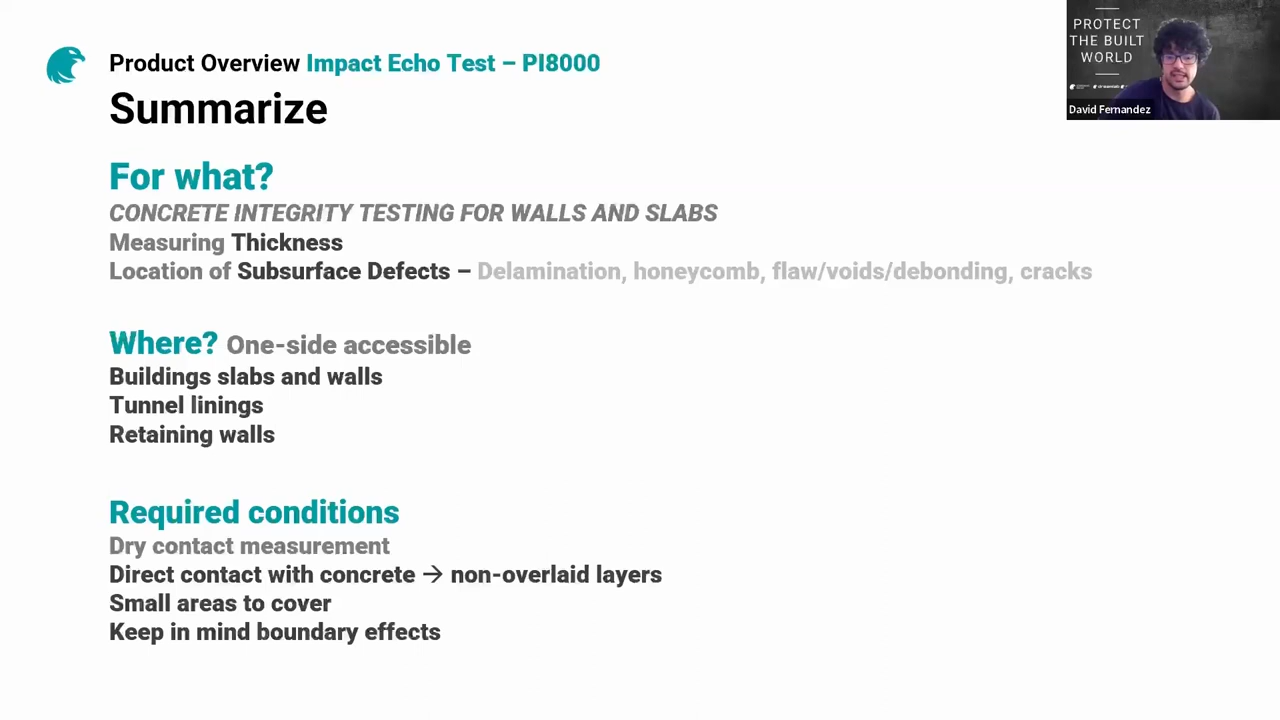 Product Overview Impact Echo Test – PI8000
Summarize
For what?
CONCRETE INTEGRITY TESTING FOR WALLS AND SLABS
Measuring Thickness
Location of Subsurface Defects – Delamination, honeycomb, flaw/voids/debonding, cracks
Where? One-side accessible
Buildings slabs and walls
Tunnel linings
Retaining walls
Required conditions
Dry contact measurement
Direct contact with concrete → non-overlaid layers
Small areas to cover
Keep in mind boundary effects
PROTECT
THE BUILT
WORLD
David Fernandez